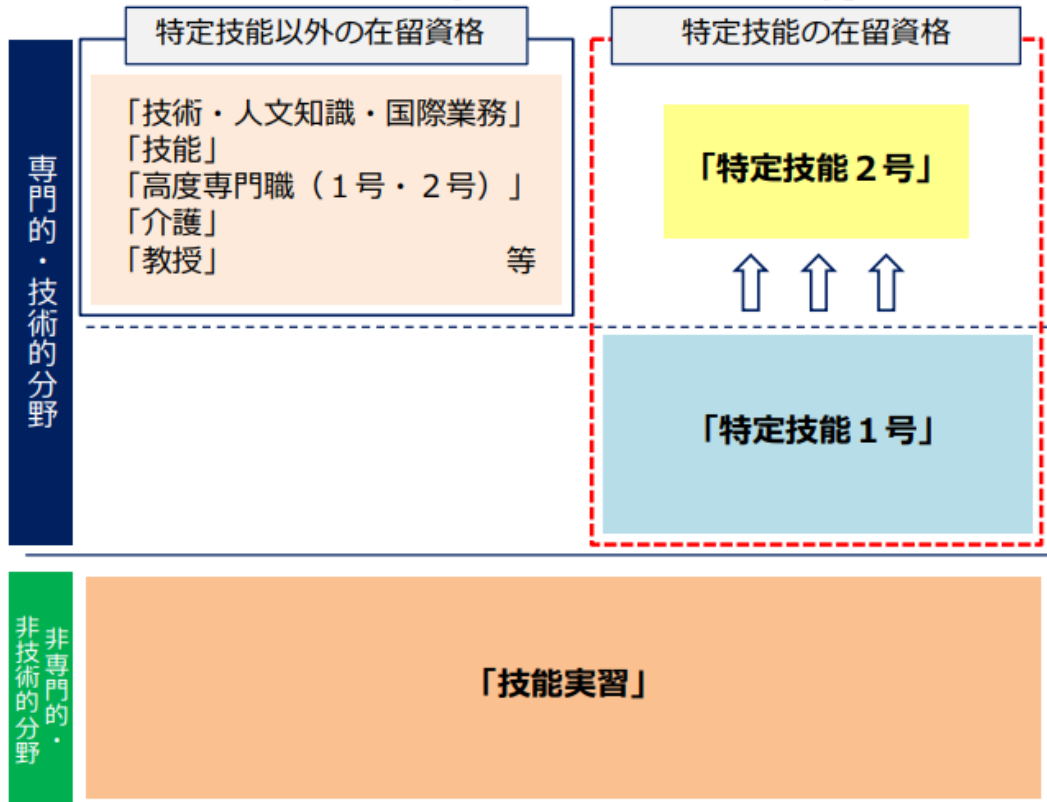 特定技能以外の在留資格
特定技能の在留資格
専門的・技術的分野
「技術・人文知識・国際業務」
「技能」
「高度専門職(1号・2号)」
「介護」
「教授」 等
「特定技能2号」
「特定技能1号」
非専門的・
非技術的分野
「技能実習」